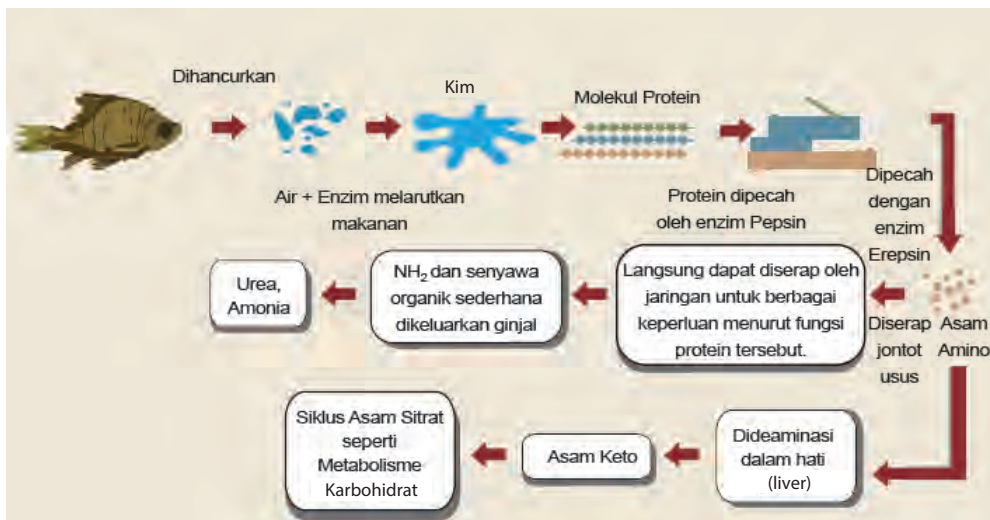 Dihancurkan
Kim
Molekul Protein
Air + Enzim melarutkan
makanan
Protein dipecah
oleh enzim Pepsin
Dipecah
dengan
enzim
Erepsin
Asam
Amino
Diserap
jontot
usus
Langsung dapat diserap oleh
jaringan untuk berbagai
keperluan menurut fungsi
protein tersebut.
NH₂ dan senyawa
organik sederhana
dikeluarkan ginjal
Urea,
Amonia
Dideaminasi
dalam hati
(liver)
Asam Keto
Siklus Asam Sitrat
seperti
Metabolisme
Karbohidrat